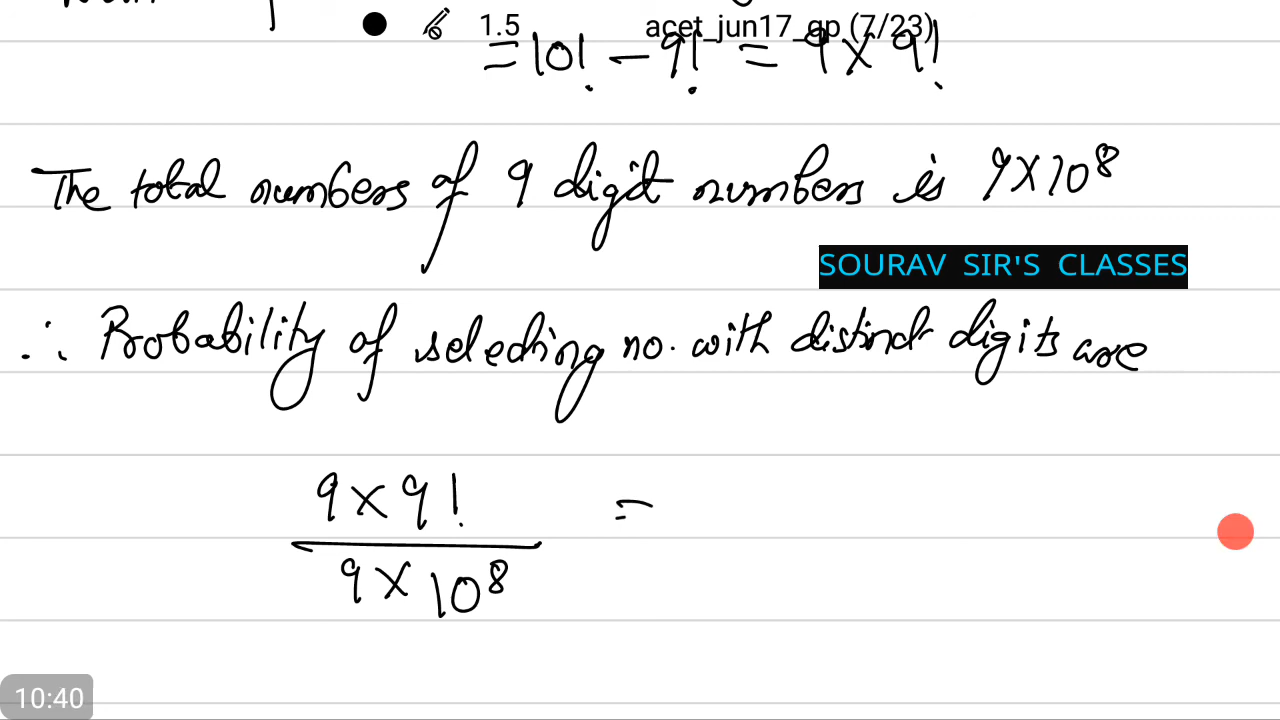 1.5 acet_jun17_qp (7/23)
= 10! - 9! = 9 × 9!
The total numbers of 9 digit numbers is 9×10⁸
SOURAV SIR'S CLASSES
∴ Probability of selecting no. with distinct digits are
9 × 9! =
9 × 10⁸
10:40